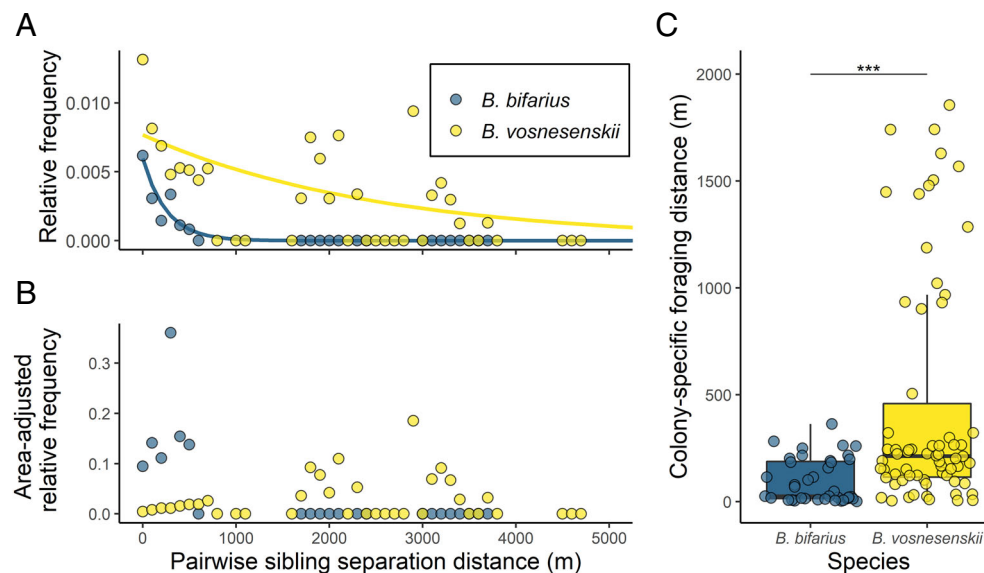 A
Relative frequency
0.010
0.005
0.000
B. bifarius
B. vosnesenskii
B
Area-adjusted
relative frequency
0.3
0.2
0.1
0.0
0
1000
2000
3000
4000
5000
Pairwise sibling separation distance (m)
C
Colony-specific foraging distance (m)
2000
1500
1000
500
0
***
B. bifarius
B. vosnesenskii
Species